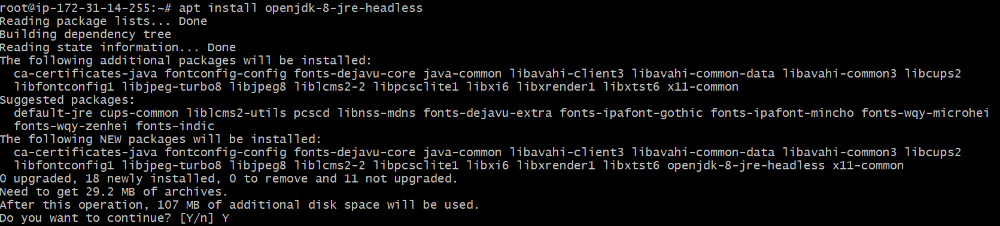 root@ip-172-31-14-255:~# apt install openjdk-8-jre-headless
Reading package lists... Done
Building dependency tree
Reading state information... Done
The following additional packages will be installed:
  ca-certificates-java fontconfig-config fonts-dejavu-core java-common libavahi-client3 libavahi-common-data libavahi-common3 libcups2
  libfontconfig1 libjpeg-turbo8 libjpeg8 liblcms2-2 libpcsclite1 libxi6 libxrender1 libxtst6 x11-common
Suggested packages:
  default-jre cups-common liblcms2-utils pcscd libnss-mdns fonts-dejavu-extra fonts-ipafont-gothic fonts-ipafont-mincho fonts-wqy-microhei
  fonts-wqy-zenhei fonts-indic
The following NEW packages will be installed:
  ca-certificates-java fontconfig-config fonts-dejavu-core java-common libavahi-client3 libavahi-common-data libavahi-common3 libcups2
  libfontconfig1 libjpeg-turbo8 libjpeg8 liblcms2-2 libpcsclite1 libxi6 libxrender1 libxtst6 openjdk-8-jre-headless x11-common
0 upgraded, 18 newly installed, 0 to remove and 11 not upgraded.
Need to get 29.2 MB of archives.
After this operation, 107 MB of additional disk space will be used.
Do you want to continue? [Y/n] Y